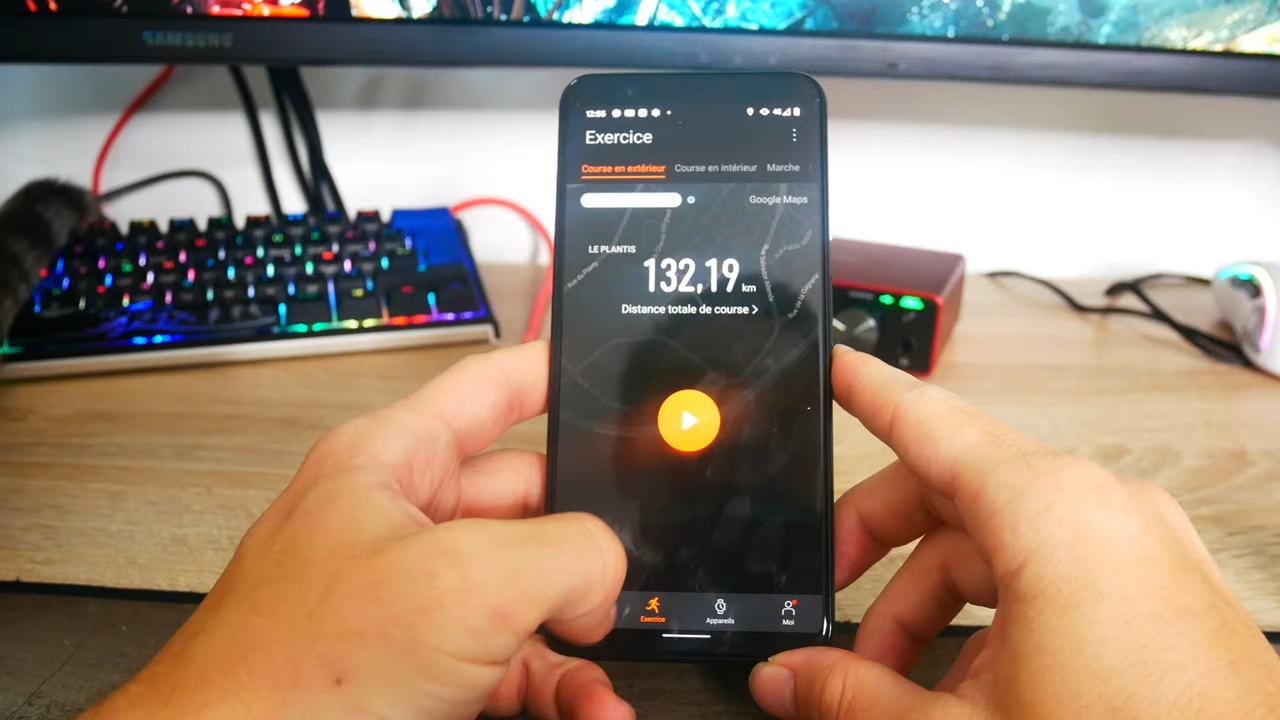 SAMSUNG
12:55
4G
Exercice
Course en extérieur Course en intérieur Marche
Google Maps
LE PLANTIS
132,19 km
Distance totale de course >
Exercice Appareils Moi